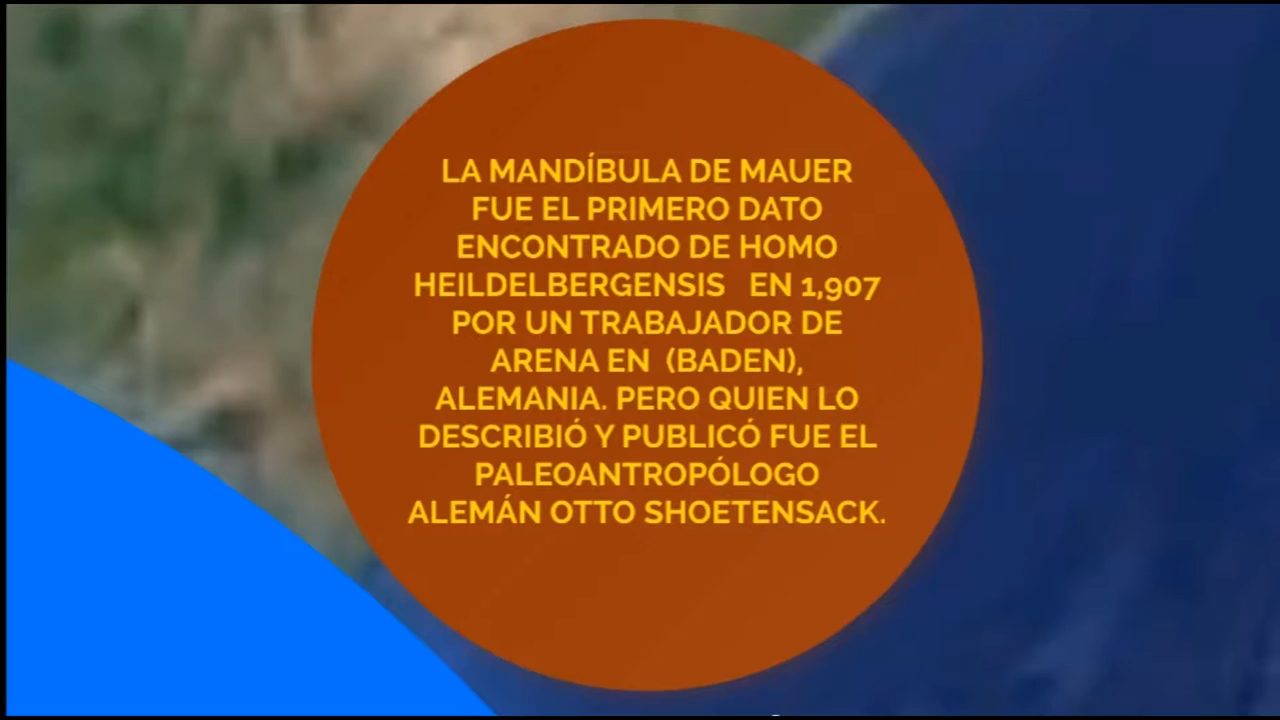 LA MANDÍBULA DE MAUER
FUE EL PRIMERO DATO
ENCONTRADO DE HOMO
HEILDELBERGENSIS EN 1,907
POR UN TRABAJADOR DE
ARENA EN (BADEN),
ALEMANIA. PERO QUIEN LO
DESCRIBIÓ Y PUBLICÓ FUE EL
PALEOANTROPÓLOGO
ALEMÁN OTTO SHOETENSACK.